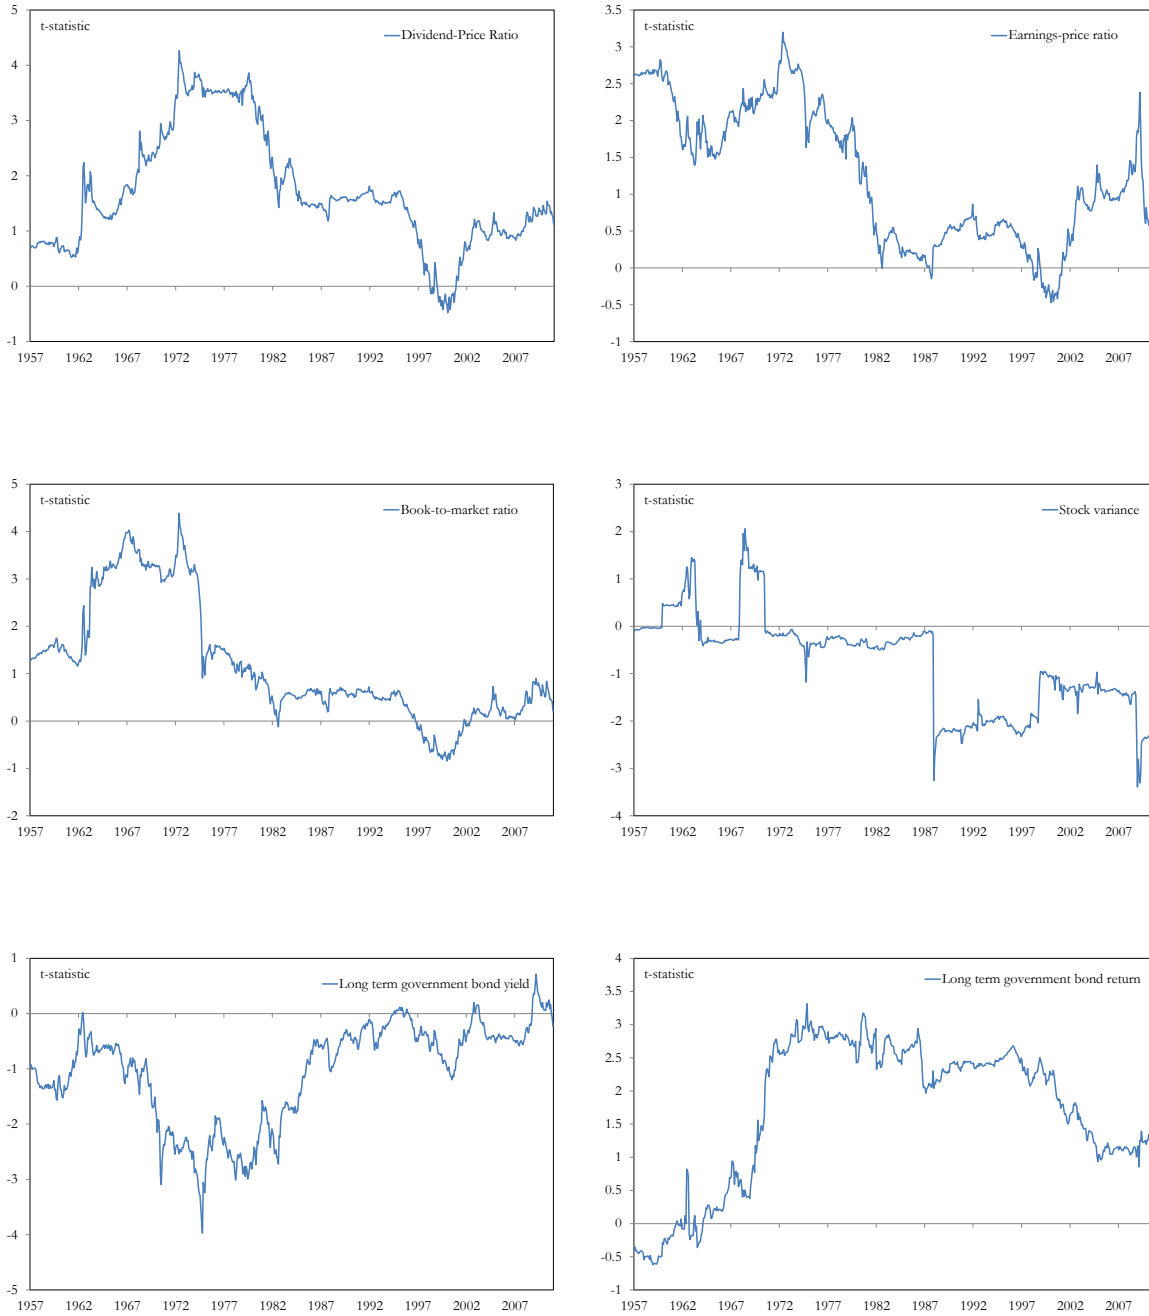 t-statistic
Dividend-Price Ratio
5
4
3
2
1
0
-1
1957 1962 1967 1972 1977 1982 1987 1992 1997 2002 2007
t-statistic
Earnings-price ratio
3.5
3
2.5
2
1.5
1
0.5
0
-0.5
-1
1957 1962 1967 1972 1977 1982 1987 1992 1997 2002 2007
t-statistic
Book-to-market ratio
5
4
3
2
1
0
-1
-2
1957 1962 1967 1972 1977 1982 1987 1992 1997 2002 2007
t-statistic
Stock variance
3
2
1
0
-1
-2
-3
-4
1957 1962 1967 1972 1977 1982 1987 1992 1997 2002 2007
t-statistic
Long term government bond yield
1
0
-1
-2
-3
-4
-5
1957 1962 1967 1972 1977 1982 1987 1992 1997 2002 2007
t-statistic
Long term government bond return
4
3.5
3
2.5
2
1.5
1
0.5
0
-0.5
-1
1957 1962 1967 1972 1977 1982 1987 1992 1997 2002 2007